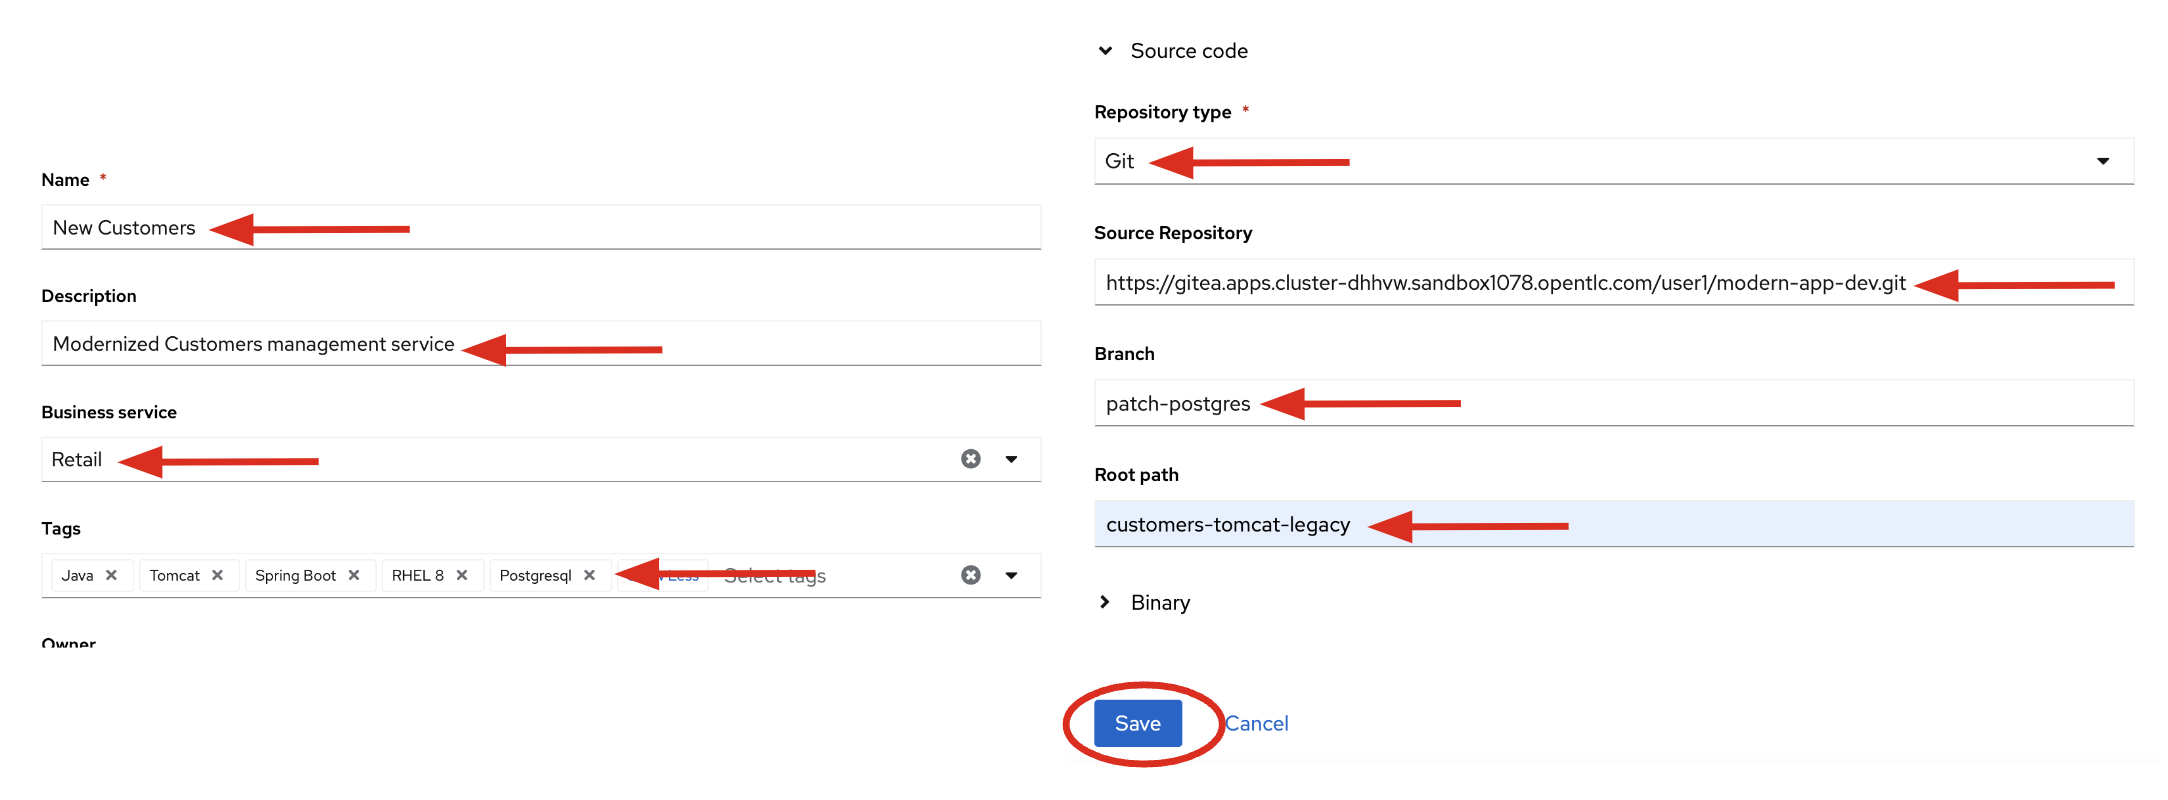 Name *
New Customers
Description
Modernized Customers management service
Business service
Retail
Tags
Java Tomcat Spring Boot RHEL 8 Postgresql Less Select tags
Owner
Source code
Repository type *
Git
Source Repository
https://gitea.apps.cluster-dhhvw.sandbox1078.opentlc.com/user1/modern-app-dev.git
Branch
patch-postgres
Root path
customers-tomcat-legacy
Binary
Save Cancel